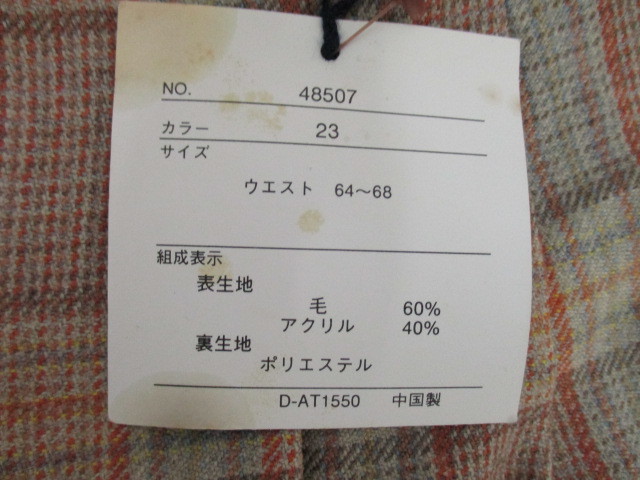 NO. 48507
カラー 23
サイズ
ウエスト 64〜68
組成表示
表生地
毛 60%
アクリル 40%
裏生地
ポリエステル
D-AT1550 中国製